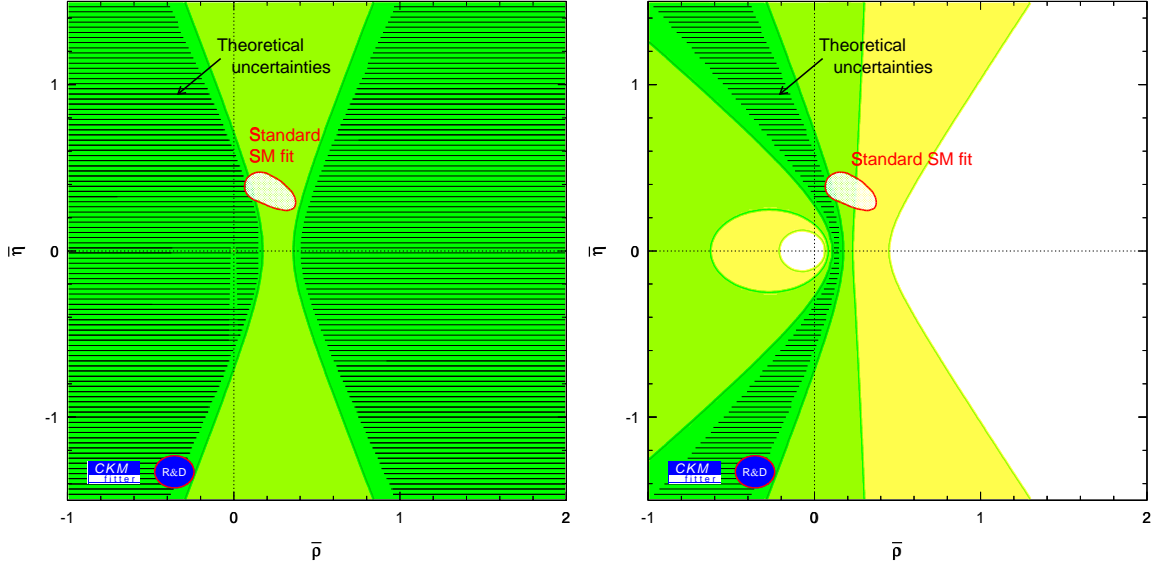 Theoretical
uncertainties
Standard
SM fit
CKM
fitter
R&D
1
0
-1
-1
0
1
2
η̅
ρ̅
Theoretical
uncertainties
Standard SM fit
CKM
fitter
R&D
1
0
-1
-1
0
1
2
η̅
ρ̅